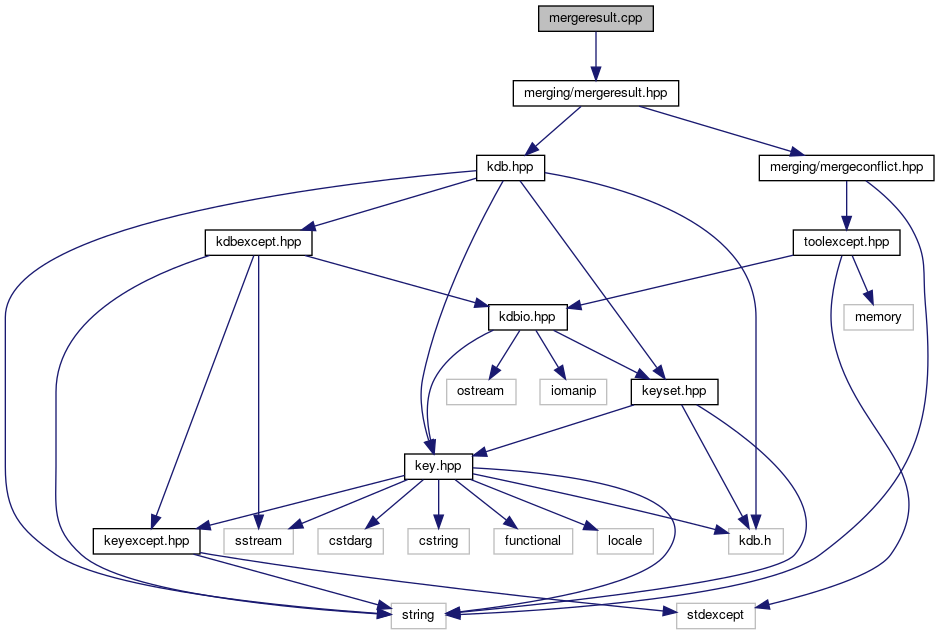 mergeresult.cpp
merging/mergeresult.hpp
kdb.hpp
merging/mergeconflict.hpp
kdbexcept.hpp
toolexcept.hpp
kdbio.hpp
memory
ostream
iomanip
keyset.hpp
key.hpp
keyexcept.hpp
sstream
cstdarg
cstring
functional
locale
kdb.h
string
stdexcept